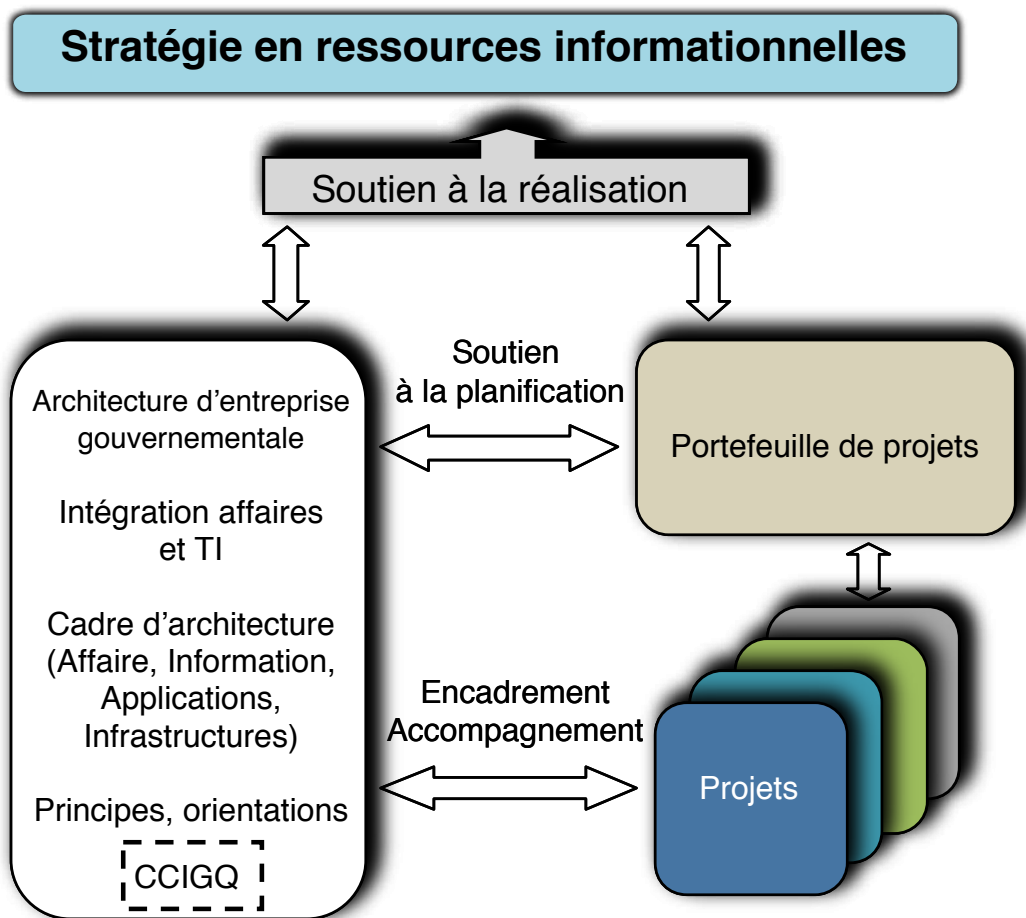 Stratégie en ressources informationnelles
Soutien à la réalisation
Soutien
à la planification
Architecture d'entreprise
gouvernementale
Intégration affaires
et TI
Cadre d'architecture
(Affaire, Information,
Applications,
Infrastructures)
Principes, orientations
CCIGQ
Portefeuille de projets
Encadrement
Accompagnement
Projets